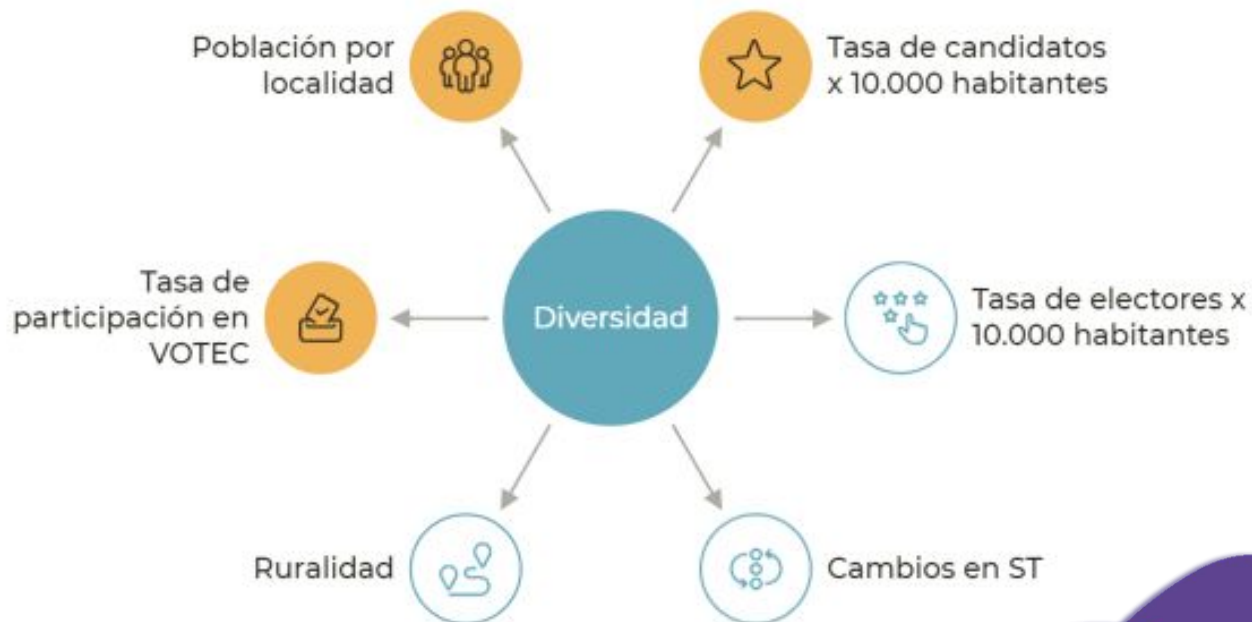 Población por
localidad
Tasa de candidatos
x 10.000 habitantes
Tasa de
participación en
VOTEC
Diversidad
Tasa de electores x
10.000 habitantes
Ruralidad
Cambios en ST